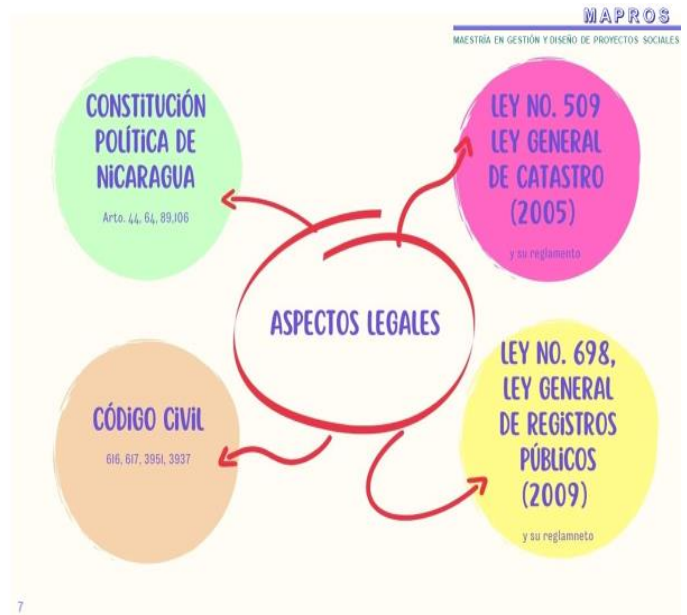 MAPROS
MAESTRÍA EN GESTIÓN Y DISEÑO DE PROYECTOS SOCIALES
CONSTITUCIÓN
POLÍTICA DE
NICARAGUA
Arto. 44, 64, 89,106
LEY NO. 509
LEY GENERAL
DE CATASTRO
(2005)
y su reglamento
ASPECTOS LEGALES
CÓDIGO CIVIL
616, 617, 3951, 3937
LEY NO. 698,
LEY GENERAL
DE REGISTROS
PÚBLICOS
(2009)
y su reglamneto
7